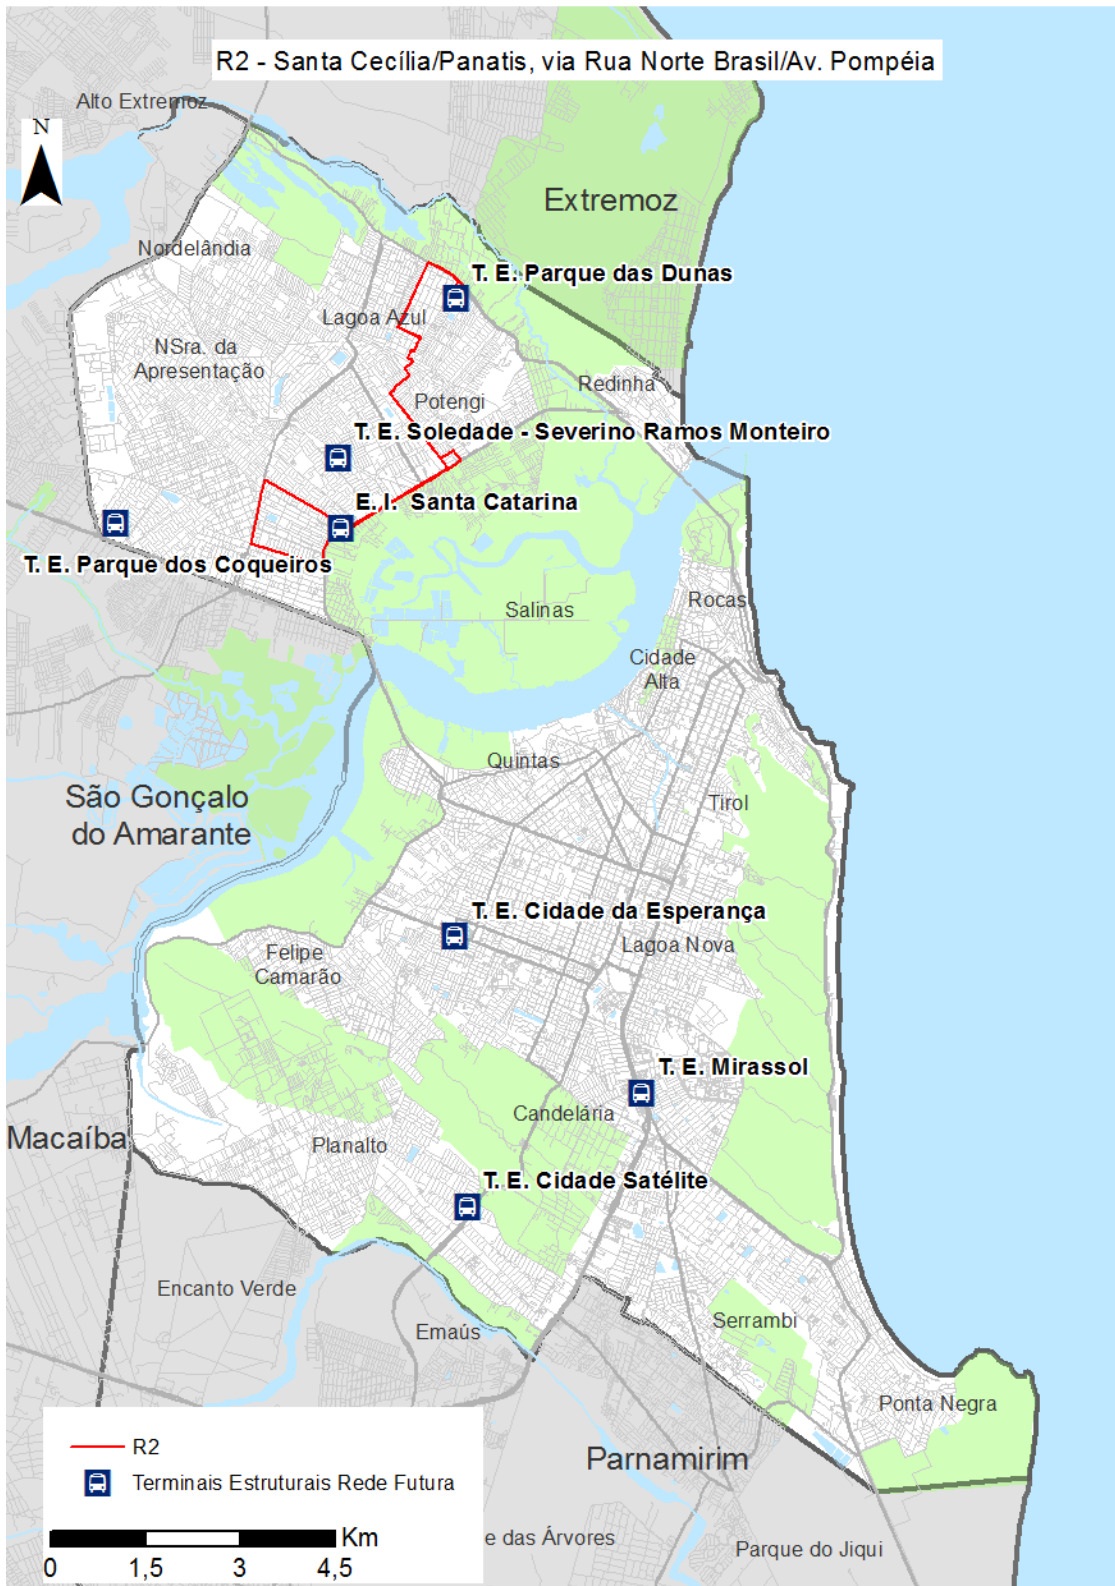 R2 - Santa Cecília/Panatis, via Rua Norte Brasil/Av. Pompéia
Alto Extremoz
N
Extremoz
Nordelândia
T. E. Parque das Dunas
Lagoa Azul
NSra. da
Apresentação
Redinha
Potengi
T. E. Soledade - Severino Ramos Monteiro
E. I. Santa Catarina
T. E. Parque dos Coqueiros
Rocas
Salinas
Cidade
Alta
Quintas
São Gonçalo
do Amarante
Tirol
T. E. Cidade da Esperança
Lagoa Nova
Felipe
Camarão
T. E. Mirassol
Candelária
Macaíba
Planalto
T. E. Cidade Satélite
Encanto Verde
Emaús
Serrambi
Ponta Negra
R2
Parnamirim
Terminais Estruturais Rede Futura
Km
e das Árvores
Parque do Jiqui
0 1,5 3 4,5